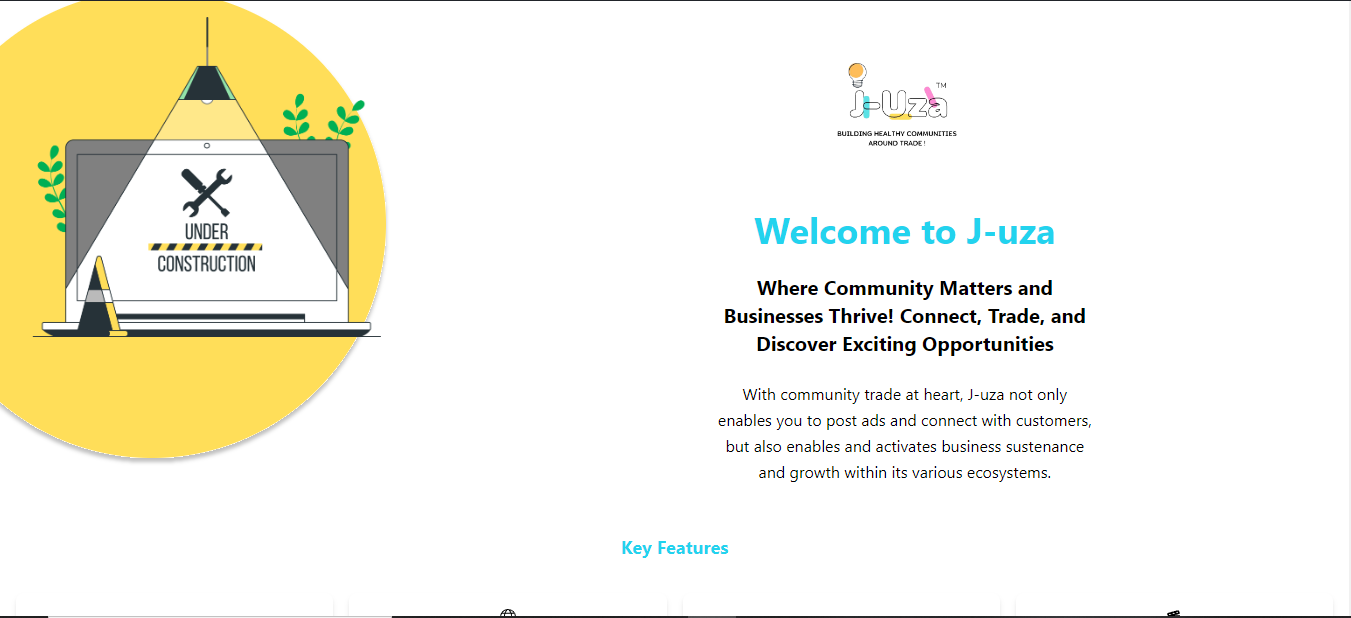 UNDER
CONSTRUCTION
J-Uza TM
BUILDING HEALTHY COMMUNITIES
AROUND TRADE!
Welcome to J-uza
Where Community Matters and
Businesses Thrive! Connect, Trade, and
Discover Exciting Opportunities
With community trade at heart, J-uza not only
enables you to post ads and connect with customers,
but also enables and activates business sustenance
and growth within its various ecosystems.
Key Features